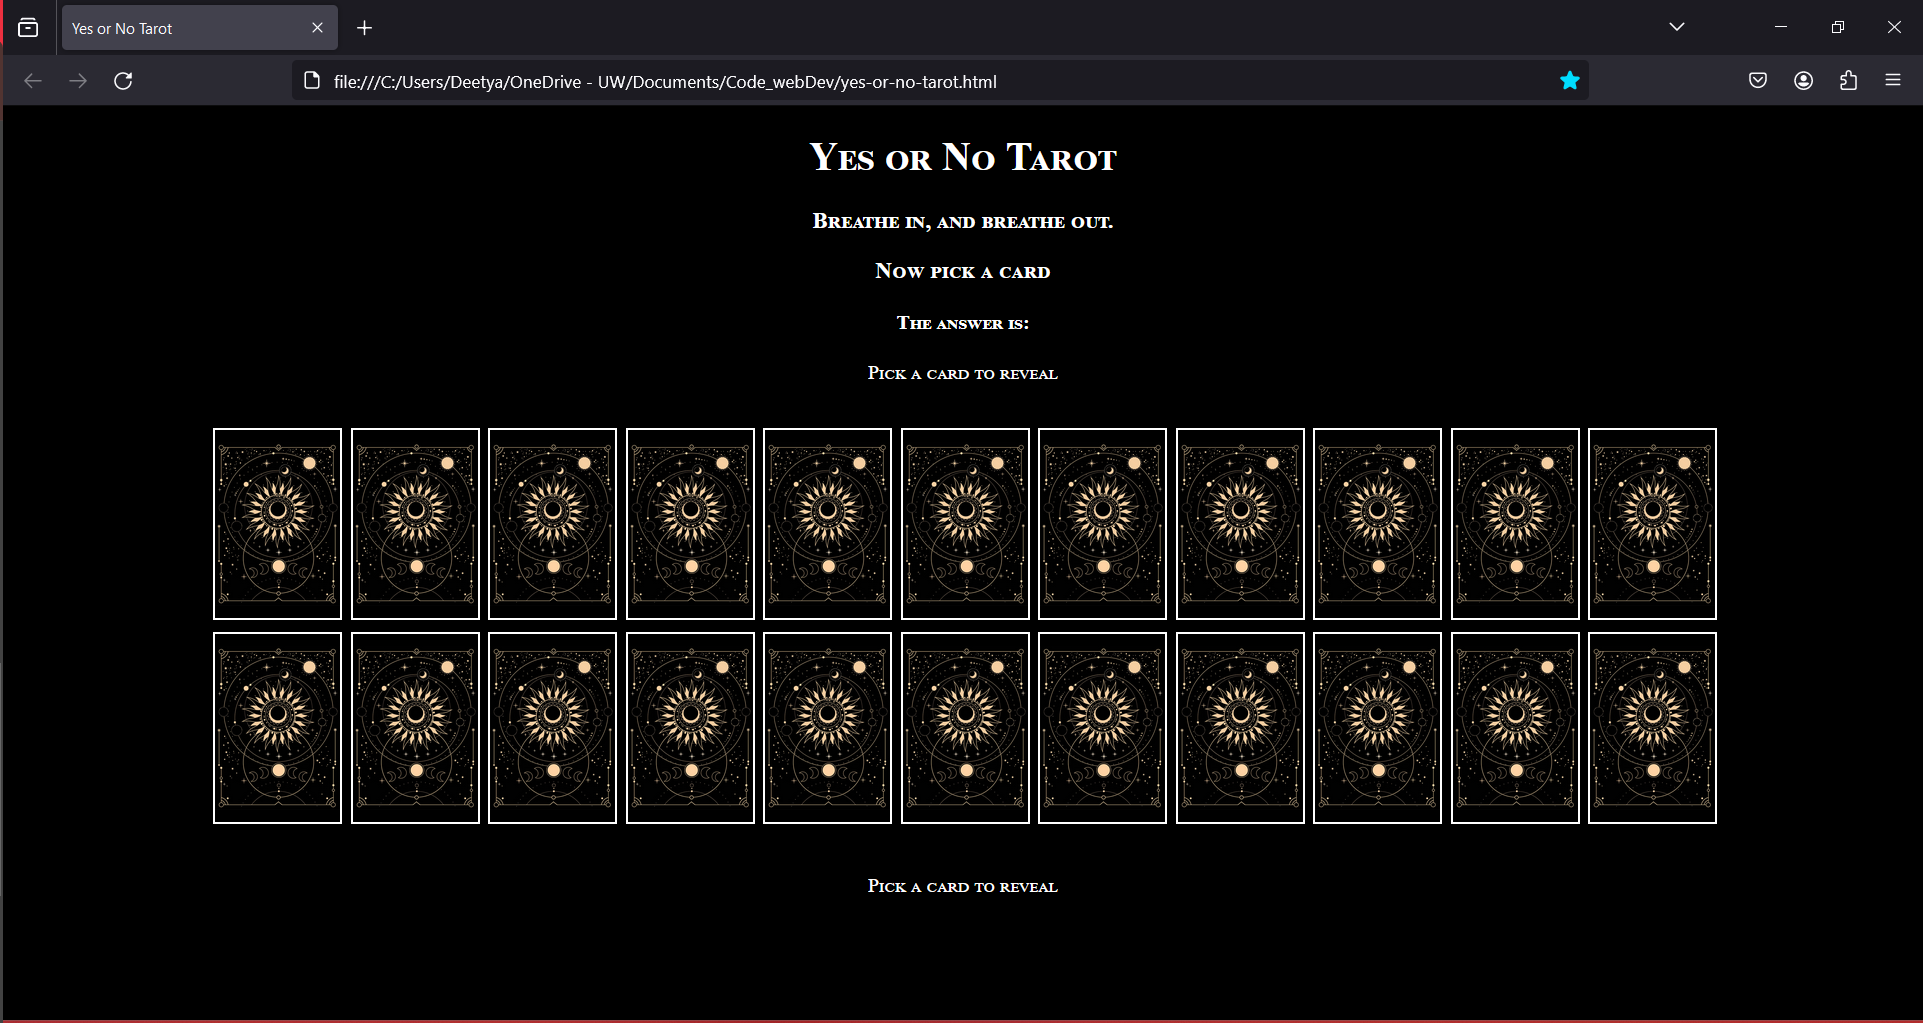 Yes or No Tarot
file:///C:/Users/Deetya/OneDrive - UW/Documents/Code_webDev/yes-or-no-tarot.html
Yes or No Tarot
Breathe in, and breathe out.
Now pick a card
The answer is:
Pick a card to reveal
Pick a card to reveal